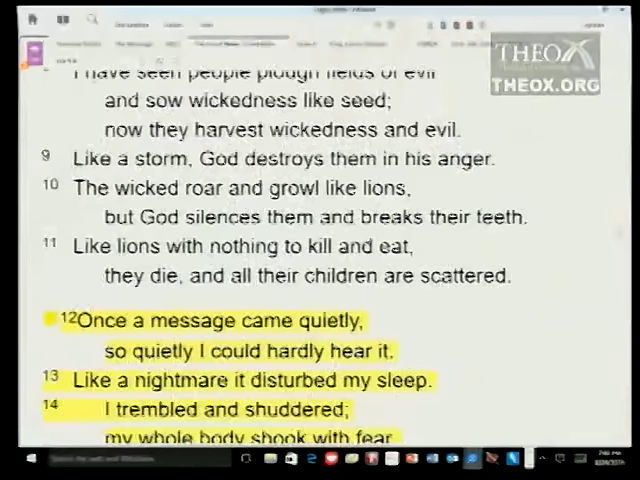 THEOX
THEOX.ORG
I have seen people plough fields of evil
and sow wickedness like seed;
now they harvest wickedness and evil.
9 Like a storm, God destroys them in his anger.
10 The wicked roar and growl like lions,
but God silences them and breaks their teeth.
11 Like lions with nothing to kill and eat,
they die, and all their children are scattered.
12Once a message came quietly,
so quietly I could hardly hear it.
13 Like a nightmare it disturbed my sleep.
14 I trembled and shuddered;
my whole body shook with fear